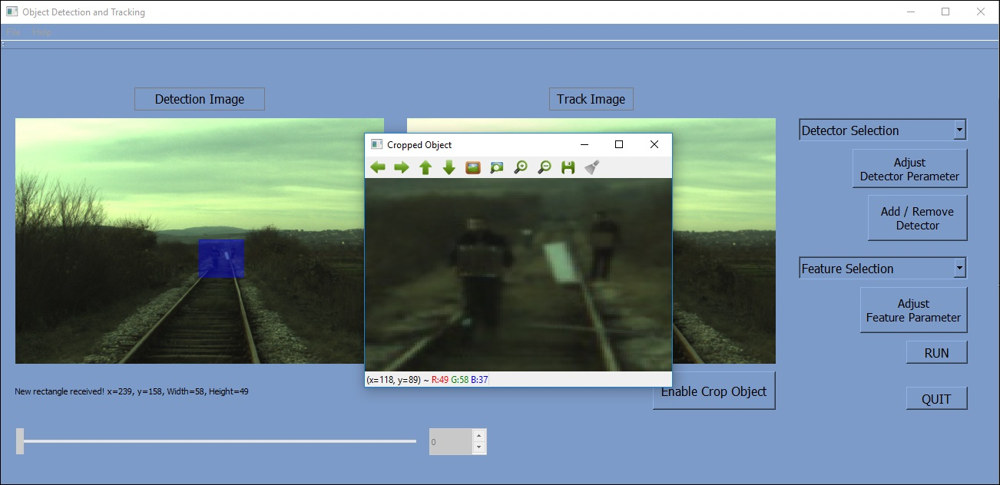 Object Detection and Tracking
File Help
Detection Image
Track Image
Cropped Object
Detector Selection
Adjust
Detector Perameter
Add / Remove
Detector
Feature Selection
Adjust
Feature Parameter
RUN
(x=118, y=89) ~ R:49 G:58 B:37
New rectangle received! x=239, y=158, Width=58, Height=49
Enable Crop Object
QUIT
0